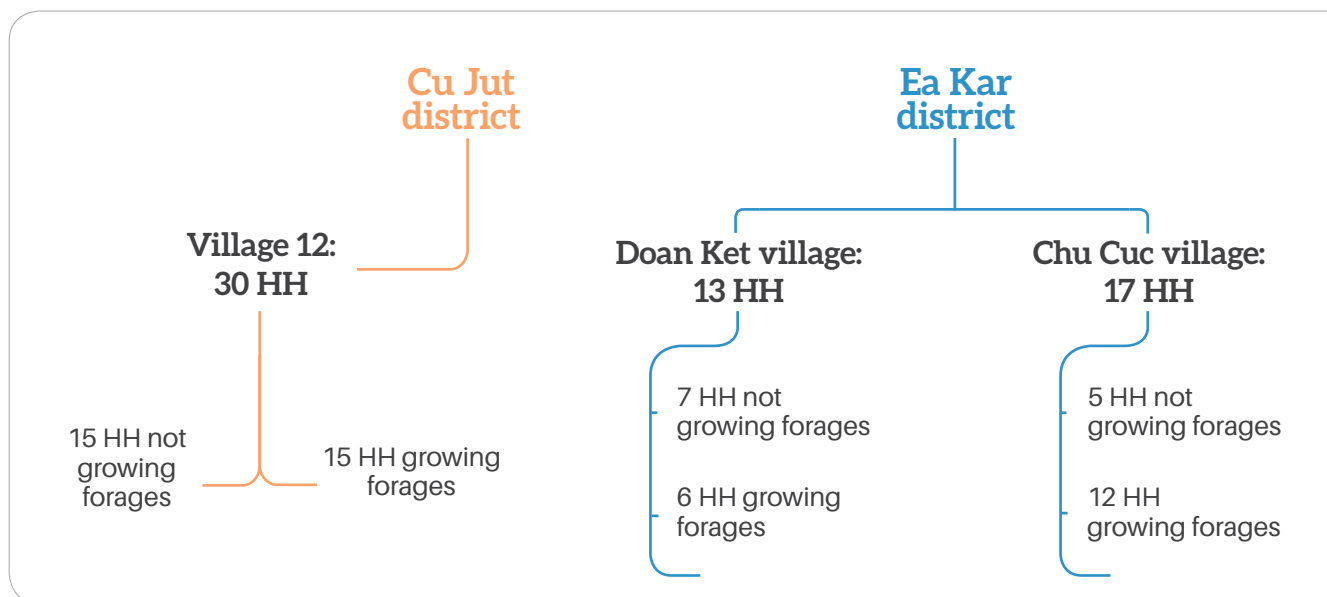 Cu Jut
district
Village 12:
30 HH
15 HH not
growing
forages
15 HH growing
forages
Ea Kar
district
Doan Ket village:
13 HH
7 HH not
growing forages
6 HH growing
forages
Chu Cuc village:
17 HH
5 HH not
growing forages
12 HH
growing forages